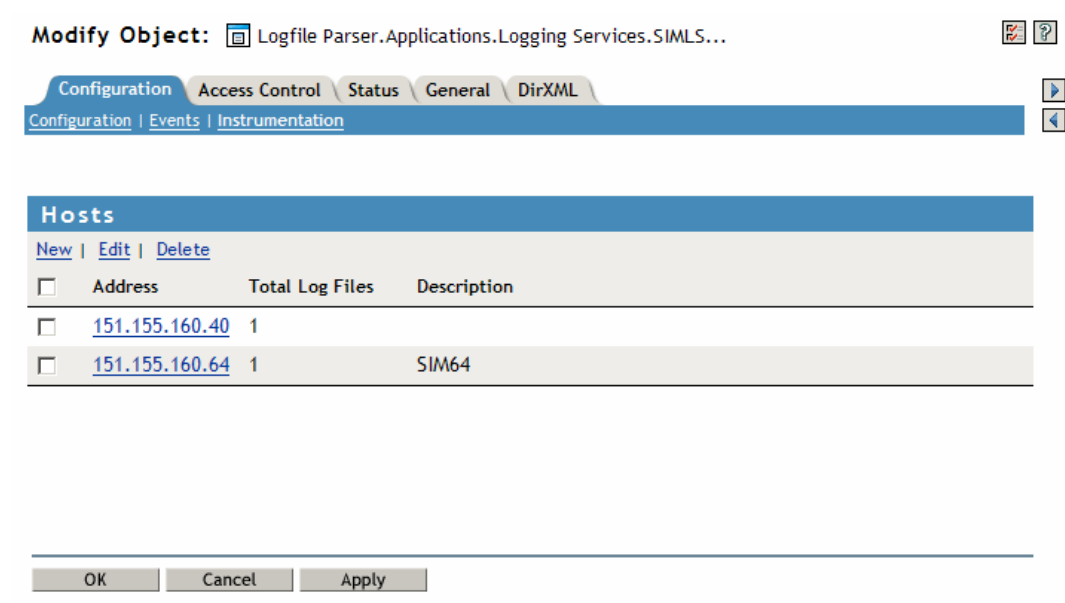 Modify Object: Logfile Parser.Applications.Logging Services.SIMLS...
Configuration Access Control Status General DirXML
Configuration | Events | Instrumentation
Hosts
New | Edit | Delete
Address Total Log Files Description
151.155.160.40 1
151.155.160.64 1 SIM64
OK Cancel Apply